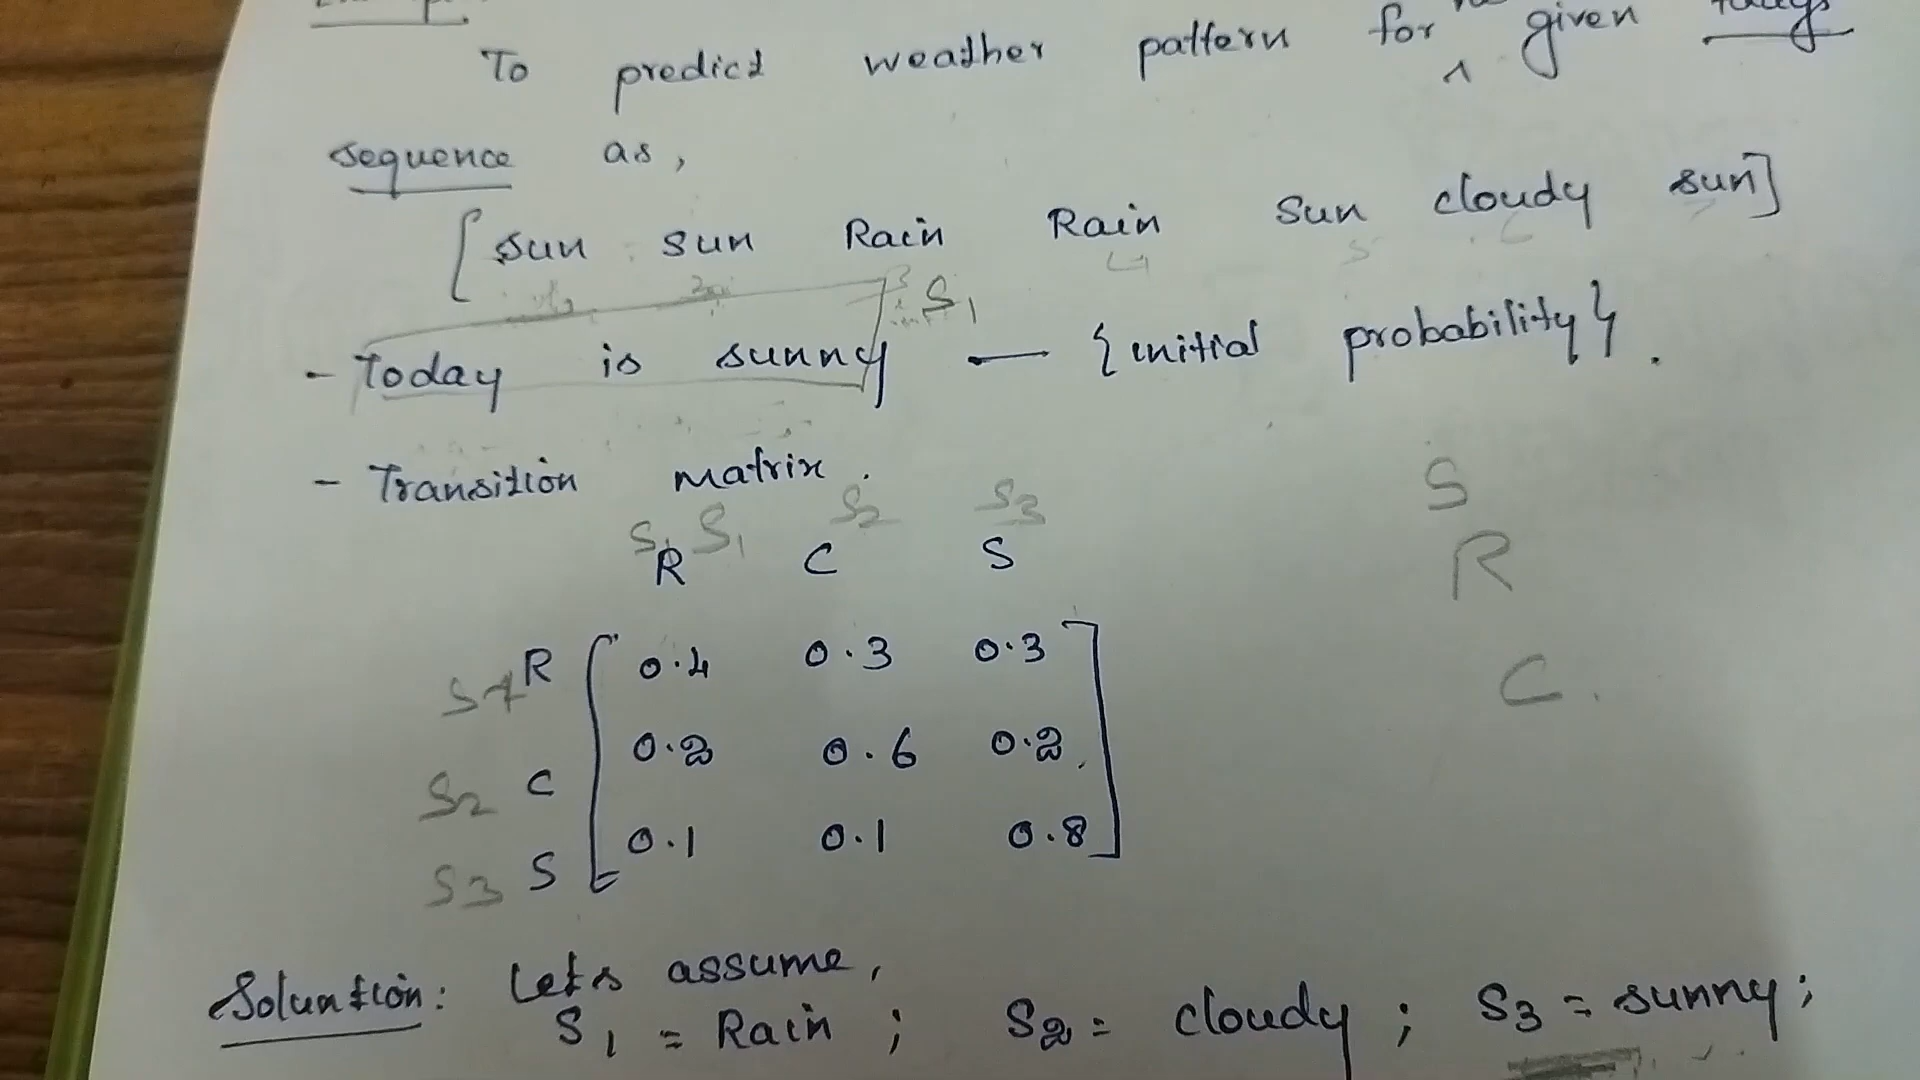 To predict weather pattern for given
sequence as,
[sun sun Rain Rain sun cloudy sun]
S1
- Today is sunny — {initial probability}.
- Transition matrix.
S1 S1 S2 S3
R C S
S1 R [0.4 0.3 0.3]
S2 C 0.2 0.6 0.2
S3 S 0.1 0.1 0.8
S
R
C.
Solution: Lets assume,
S1 = Rain ; S2 = cloudy ; S3 = sunny ;